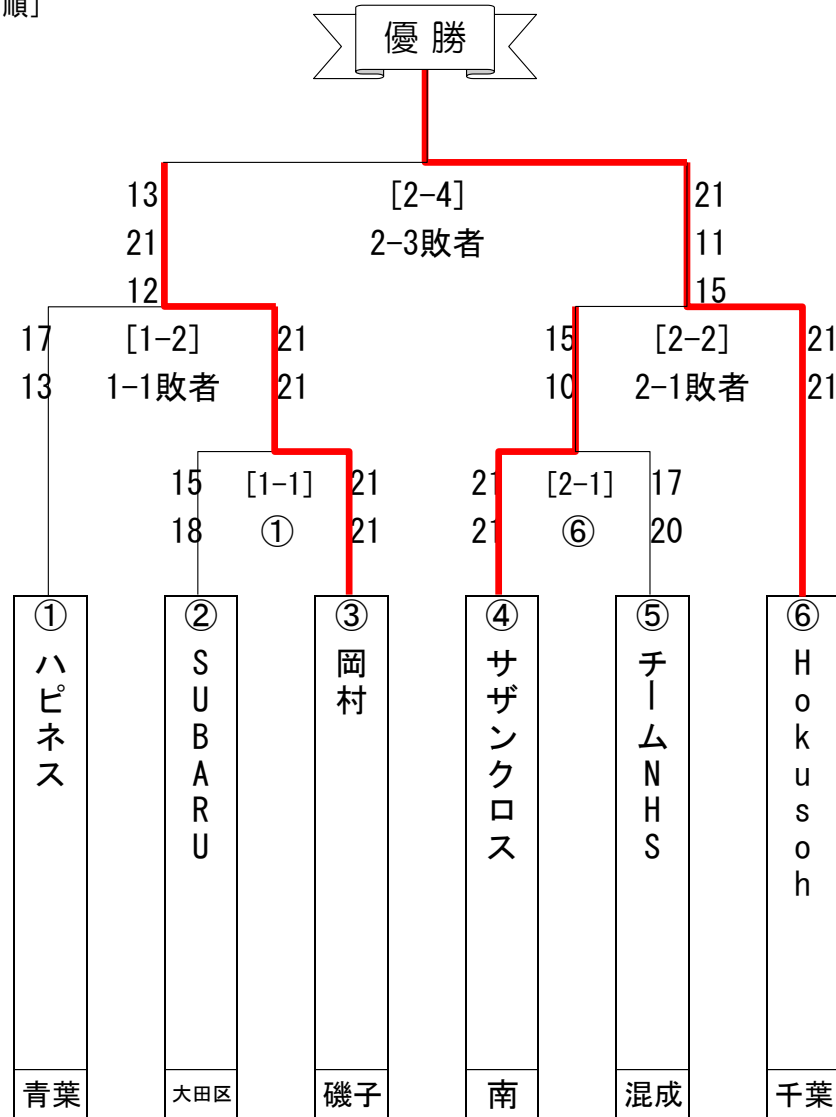 順]
優 勝
13 [2-4] 21
21 2-3敗者 11
12 15
17 [1-2] 21 15 [2-2] 21
13 1-1敗者 21 10 2-1敗者 21
15 [1-1] 21 21 [2-1] 17
18 ① 21 21 ⑥ 20
① ② ③ ④ ⑤ ⑥
ハピネス
SUBARU
岡村
サザンクロス
チームNHS
Hokusoh
青葉 大田区 磯子 南 混成 千葉